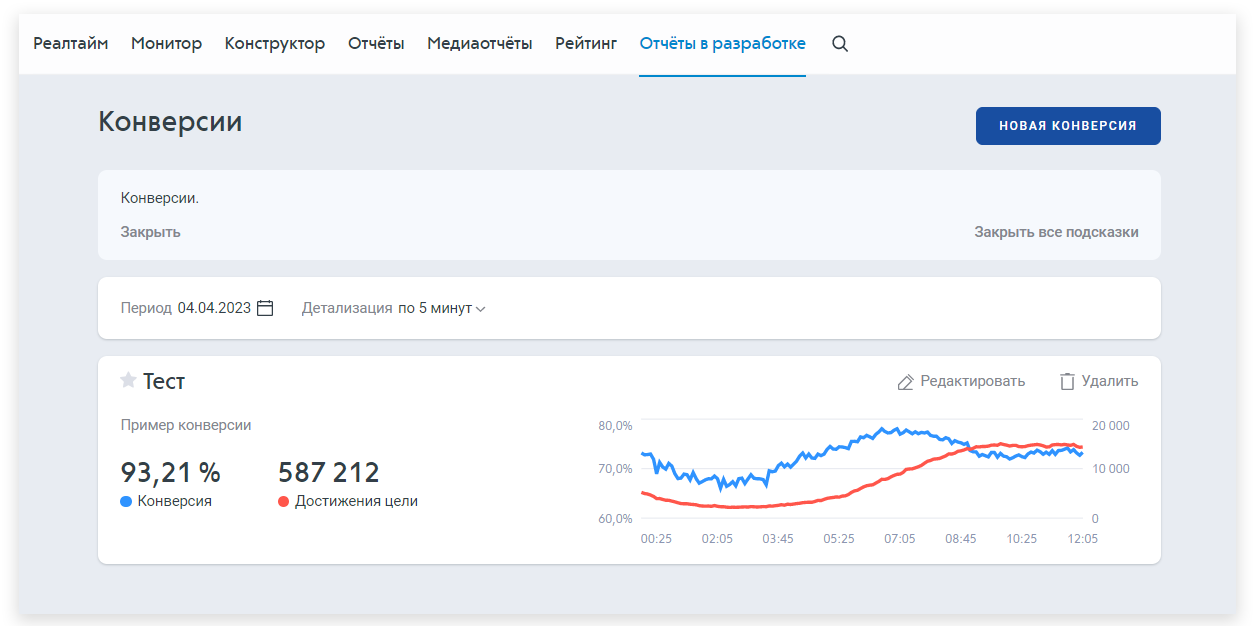 Реалтайм Монитор Конструктор Отчёты Медиаотчёты Рейтинг Отчёты в разработке
Конверсии
НОВАЯ КОНВЕРСИЯ
Конверсии.
Закрыть Закрыть все подсказки
Период 04.04.2023 Детализация по 5 минут
Тест Редактировать Удалить
Пример конверсии
93,21 % 587 212
Конверсия Достижения цели
80,0% 20 000
70,0% 10 000
60,0% 0
00:25 02:05 03:45 05:25 07:05 08:45 10:25 12:05